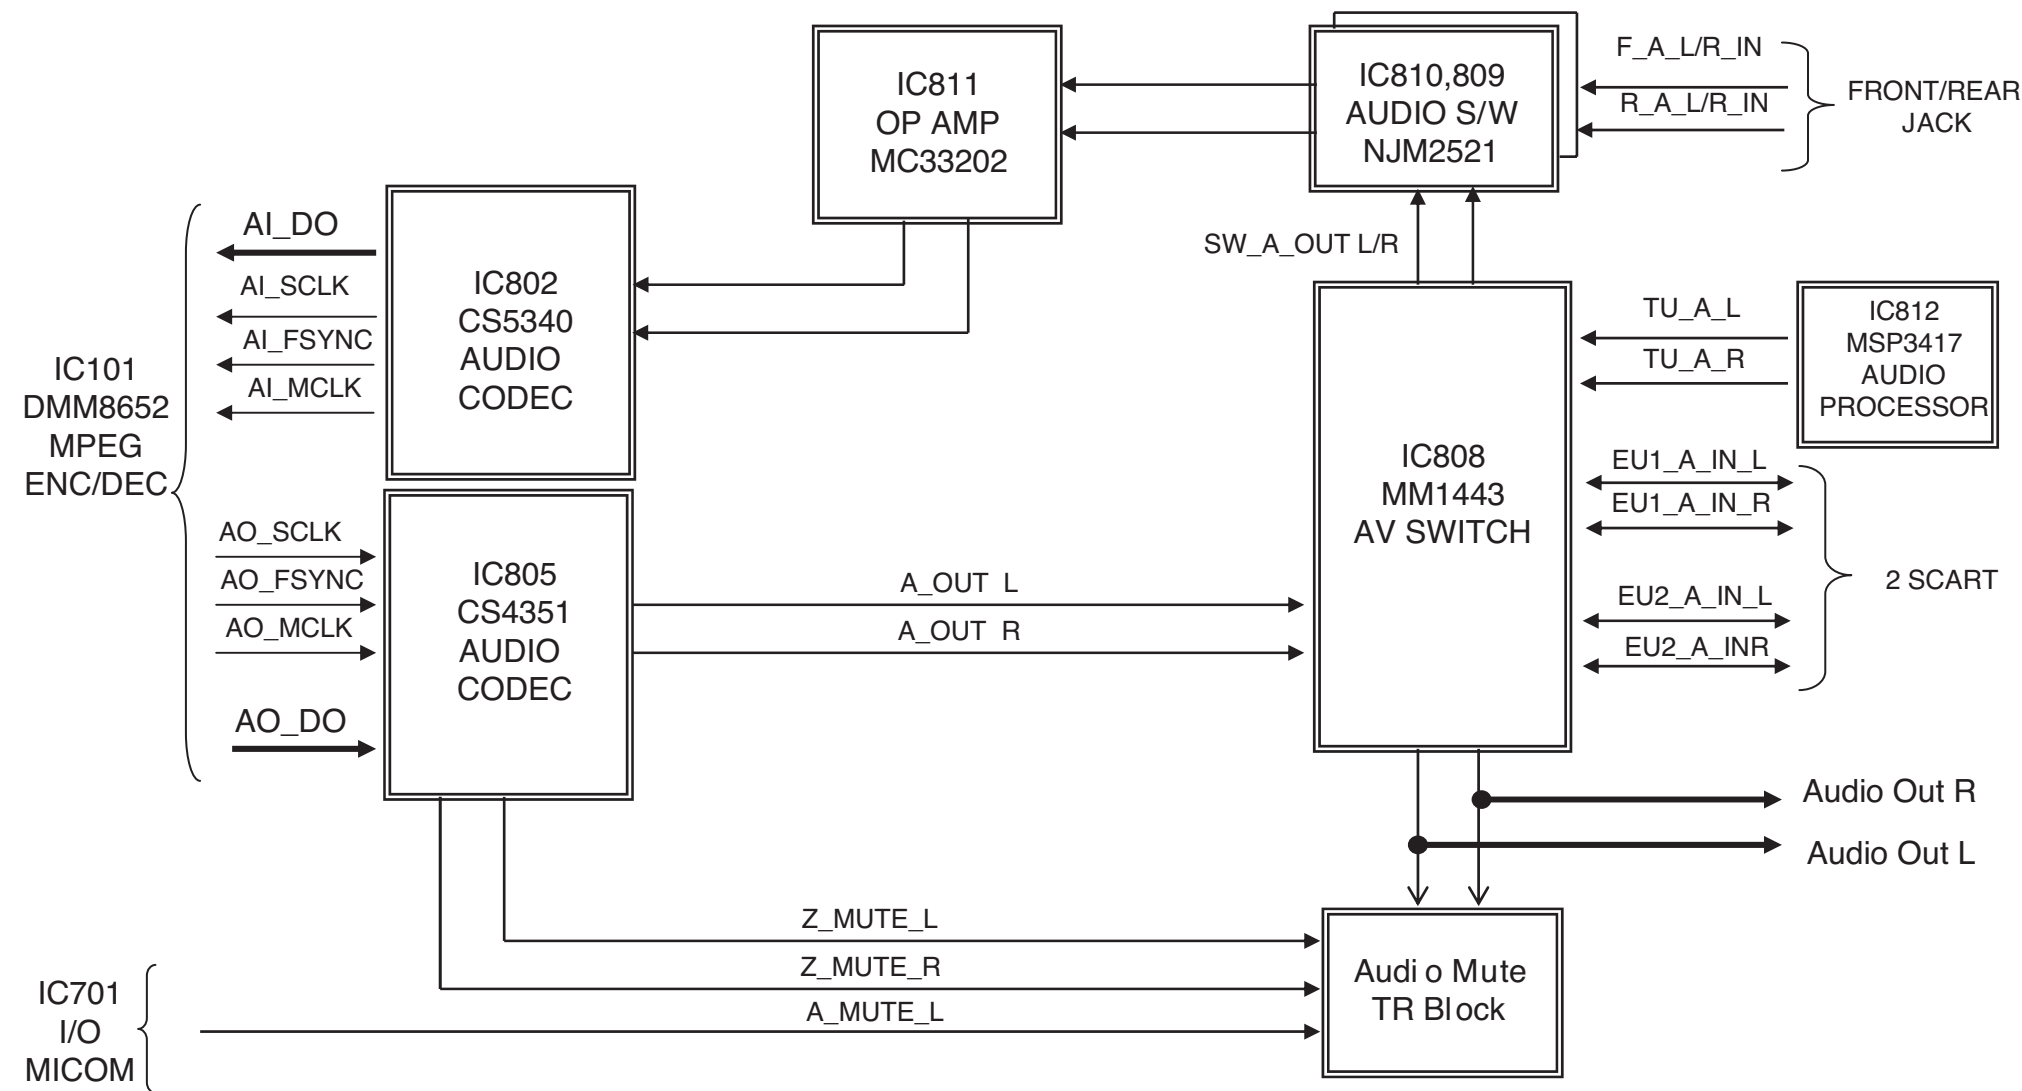 IC811
OP AMP
MC33202
IC810,809
AUDIO S/W
NJM2521
F_A_L/R_IN
R_A_L/R_IN
FRONT/REAR
JACK
SW_A_OUT L/R
AI_DO
AI_SCLK
AI_FSYNC
AI_MCLK
IC802
CS5340
AUDIO
CODEC
IC101
DMM8652
MPEG
ENC/DEC
TU_A_L
TU_A_R
IC812
MSP3417
AUDIO
PROCESSOR
IC808
MM1443
AV SWITCH
EU1_A_IN_L
EU1_A_IN_R
EU2_A_IN_L
EU2_A_INR
2 SCART
AO_SCLK
AO_FSYNC
AO_MCLK
AO_DO
IC805
CS4351
AUDIO
CODEC
A_OUT L
A_OUT R
Audio Out R
Audio Out L
Z_MUTE_L
Z_MUTE_R
A_MUTE_L
IC701
I/O
MICOM
Audio Mute
TR Block